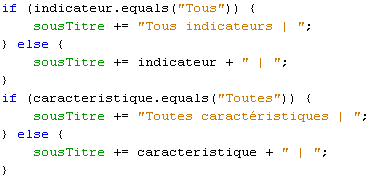 if (indicateur.equals("Tous")) {
    sousTitre += "Tous indicateurs | ";
} else {
    sousTitre += indicateur + " | ";
}
if (caracteristique.equals("Toutes")) {
    sousTitre += "Toutes caractéristiques | ";
} else {
    sousTitre += caracteristique + " | ";
}